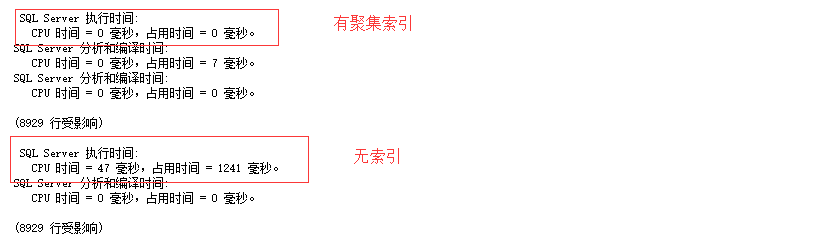 SQL Server 执行时间:
CPU 时间 = 0 毫秒，占用时间 = 0 毫秒。
有聚集索引
SQL Server 分析和编译时间:
CPU 时间 = 0 毫秒，占用时间 = 7 毫秒。
SQL Server 分析和编译时间:
CPU 时间 = 0 毫秒，占用时间 = 0 毫秒。
(8929 行受影响)
SQL Server 执行时间:
CPU 时间 = 47 毫秒，占用时间 = 1241 毫秒。
无索引
SQL Server 分析和编译时间:
CPU 时间 = 0 毫秒，占用时间 = 0 毫秒。
(8929 行受影响)